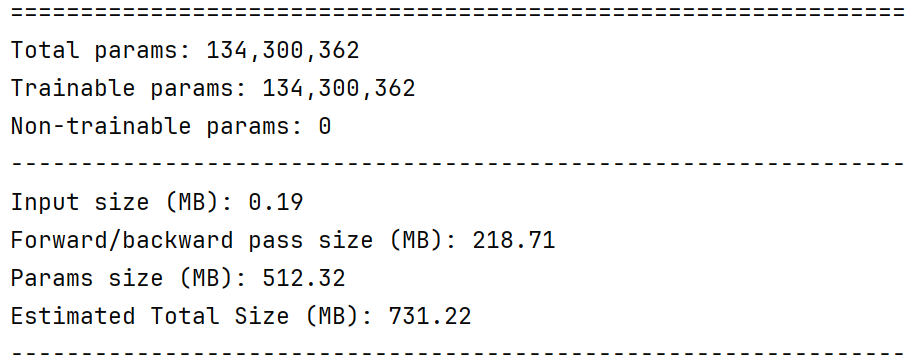 ================================================================
Total params: 134,300,362
Trainable params: 134,300,362
Non-trainable params: 0
----------------------------------------------------------------
Input size (MB): 0.19
Forward/backward pass size (MB): 218.71
Params size (MB): 512.32
Estimated Total Size (MB): 731.22
----------------------------------------------------------------